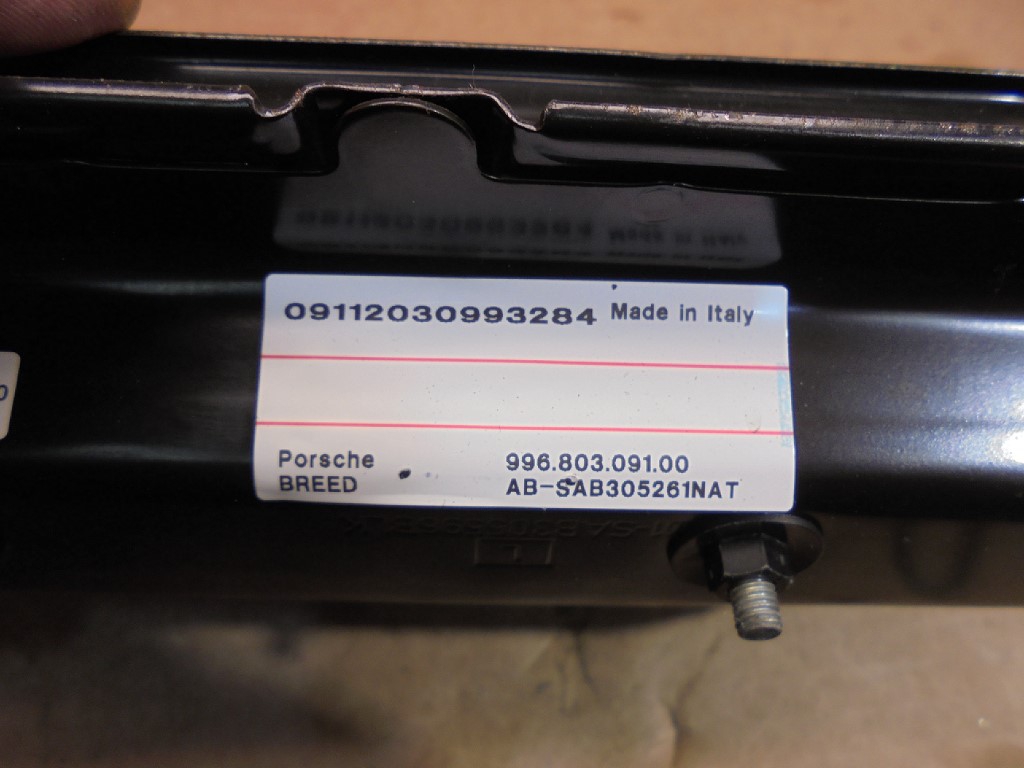 09112030993284 Made in Italy
Porsche 996.803.091.00
BREED AB-SAB305261NAT